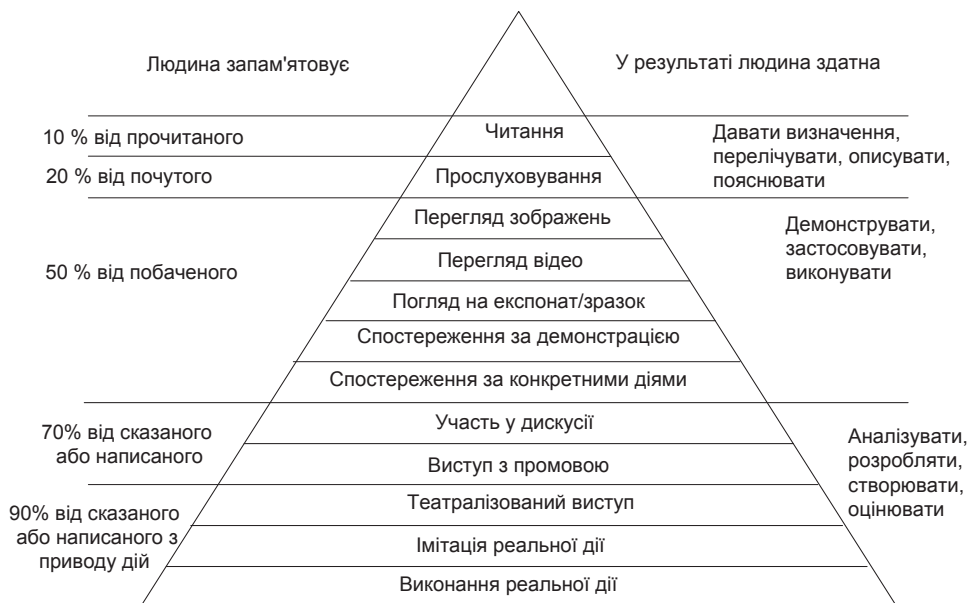 Людина запам'ятовує
У результаті людина здатна
10 % від прочитаного
Читання
Давати визначення,
перелічувати, описувати,
пояснювати
20 % від почутого
Прослуховування
Перегляд зображень
Демонструвати,
застосовувати,
виконувати
50 % від побаченого
Перегляд відео
Погляд на експонат/зразок
Спостереження за демонстрацією
Спостереження за конкретними діями
70% від сказаного
або написаного
Участь у дискусії
Аналізувати,
розробляти,
створювати,
оцінювати
Виступ з промовою
90% від сказаного
або написаного з
приводу дій
Театралізований виступ
Імітація реальної дії
Виконання реальної дії